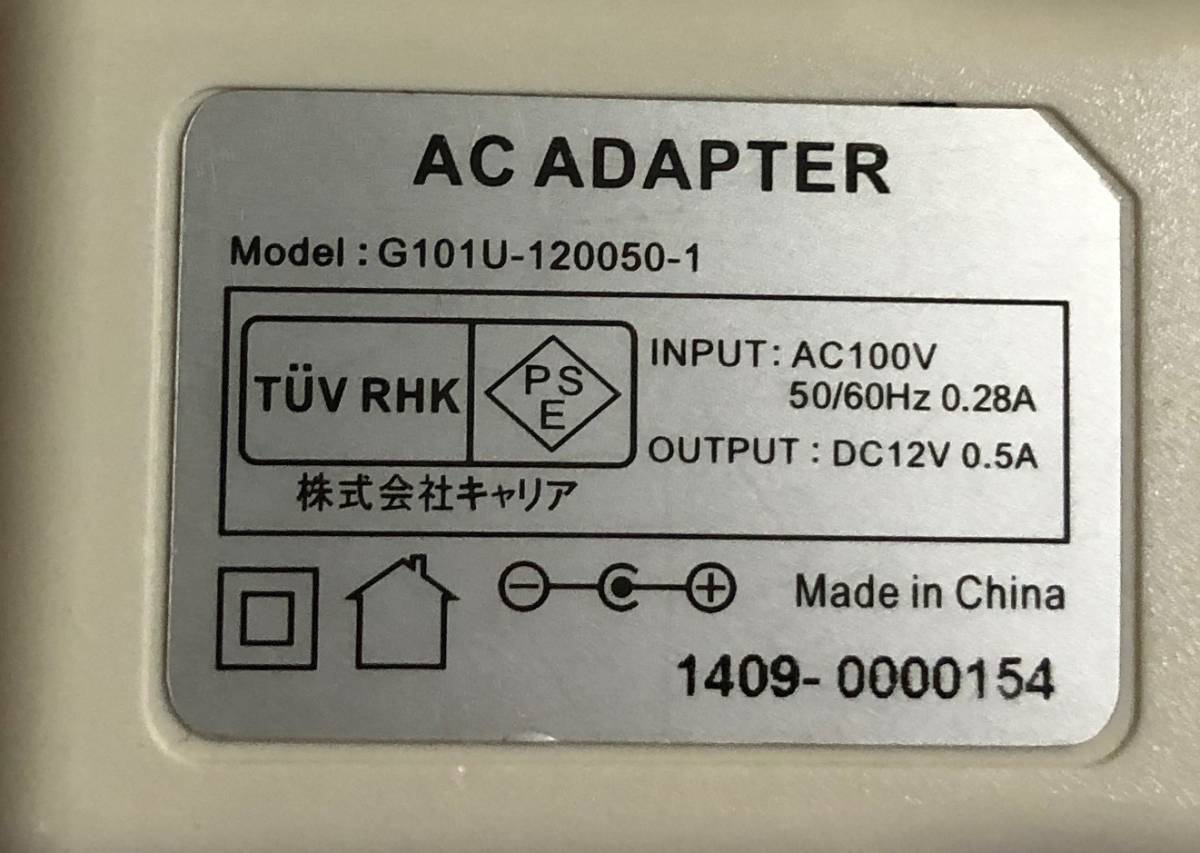 AC ADAPTER
Model : G101U-120050-1
TÜV RHK
PS
E
INPUT : AC100V
50/60Hz 0.28A
OUTPUT : DC12V 0.5A
株式会社キャリア
Made in China
1409- 0000154